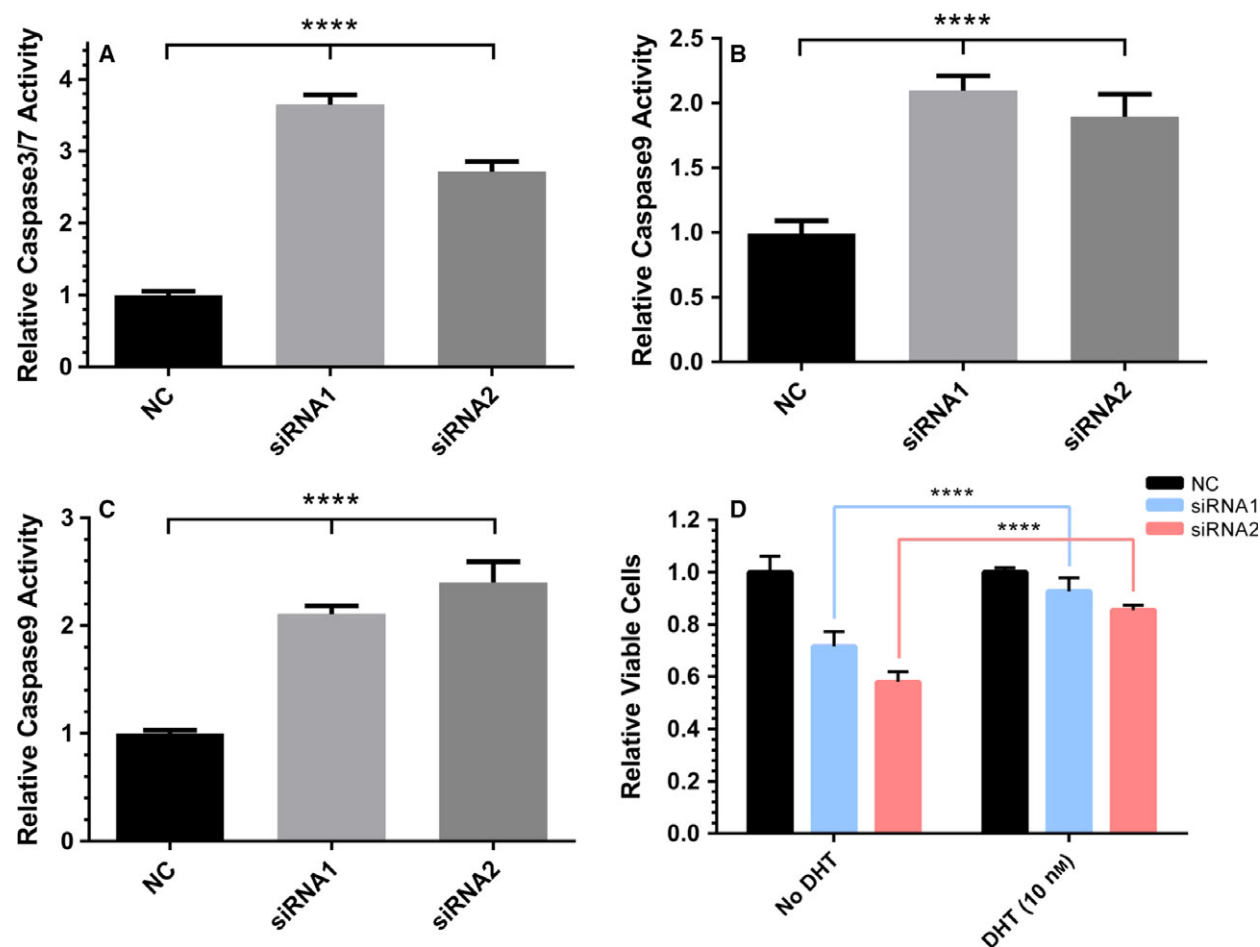 A
****
Relative Caspase3/7 Activity
4
3
2
1
0
NC
siRNA1
siRNA2
B
****
Relative Caspase9 Activity
2.5
2.0
1.5
1.0
0.5
0.0
NC
siRNA1
siRNA2
C
****
Relative Caspase9 Activity
3
2
1
0
NC
siRNA1
siRNA2
D
NC
siRNA1
siRNA2
****
****
Relative Viable Cells
1.2
1.0
0.8
0.6
0.4
0.2
0.0
No DHT
DHT (10 nM)